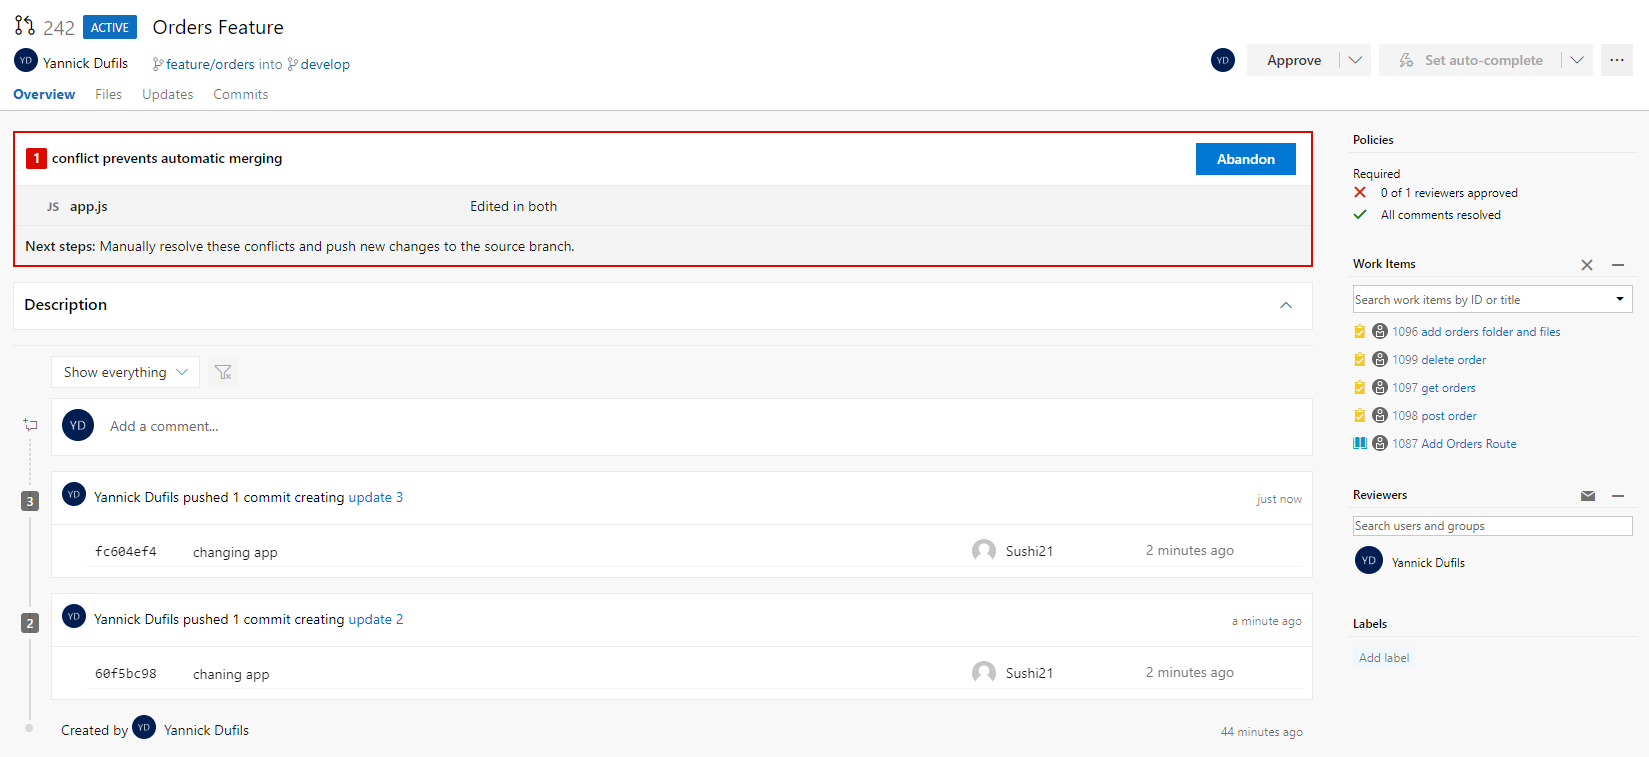 242 ACTIVE Orders Feature
YD Yannick Dufils feature/orders into develop
YD Approve Set auto-complete ...
Overview Files Updates Commits
1 conflict prevents automatic merging Abandon
JS app.js Edited in both
Next steps: Manually resolve these conflicts and push new changes to the source branch.
Description
Show everything
YD Add a comment...
3 YD Yannick Dufils pushed 1 commit creating update 3 just now
fc604ef4 changing app Sushi21 2 minutes ago
2 YD Yannick Dufils pushed 1 commit creating update 2 a minute ago
60f5bc98 chaning app Sushi21 2 minutes ago
Created by YD Yannick Dufils 44 minutes ago
Policies
Required
0 of 1 reviewers approved
All comments resolved
Work Items
Search work items by ID or title
1096 add orders folder and files
1099 delete order
1097 get orders
1098 post order
1087 Add Orders Route
Reviewers
Search users and groups
YD Yannick Dufils
Labels
Add label